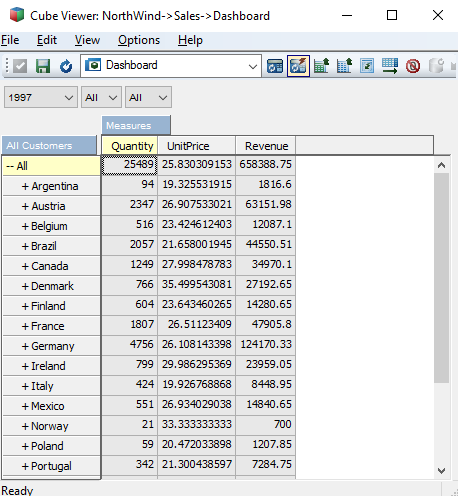 Cube Viewer: NorthWind->Sales->Dashboard
File Edit View Options Help
Dashboard
1997 All All
Measures
All Customers Quantity UnitPrice Revenue
-- All 25489 25.830309153 658388.75
+ Argentina 94 19.325531915 1816.6
+ Austria 2347 26.907533021 63151.98
+ Belgium 516 23.424612403 12087.1
+ Brazil 2057 21.658001945 44550.51
+ Canada 1249 27.998478783 34970.1
+ Denmark 766 35.499543081 27192.65
+ Finland 604 23.643460265 14280.65
+ France 1807 26.51123409 47905.8
+ Germany 4756 26.108143398 124170.33
+ Ireland 799 29.986295369 23959.05
+ Italy 424 19.926768868 8448.95
+ Mexico 551 26.934029038 14840.65
+ Norway 21 33.333333333 700
+ Poland 59 20.472033898 1207.85
+ Portugal 342 21.300438597 7284.75
Ready